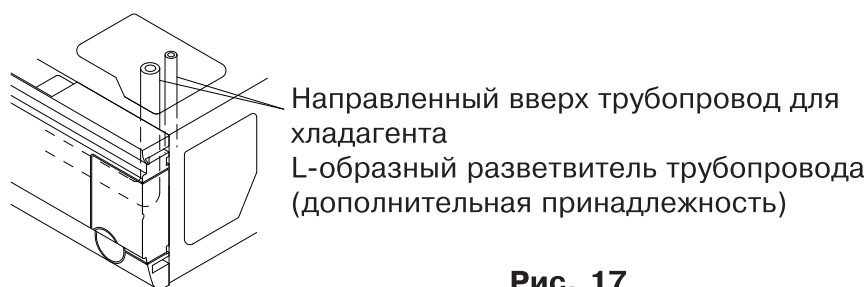 Направленный вверх трубопровод для
хладагента
L-образный разветвитель трубопровода
(дополнительная принадлежность)
Рис. 17